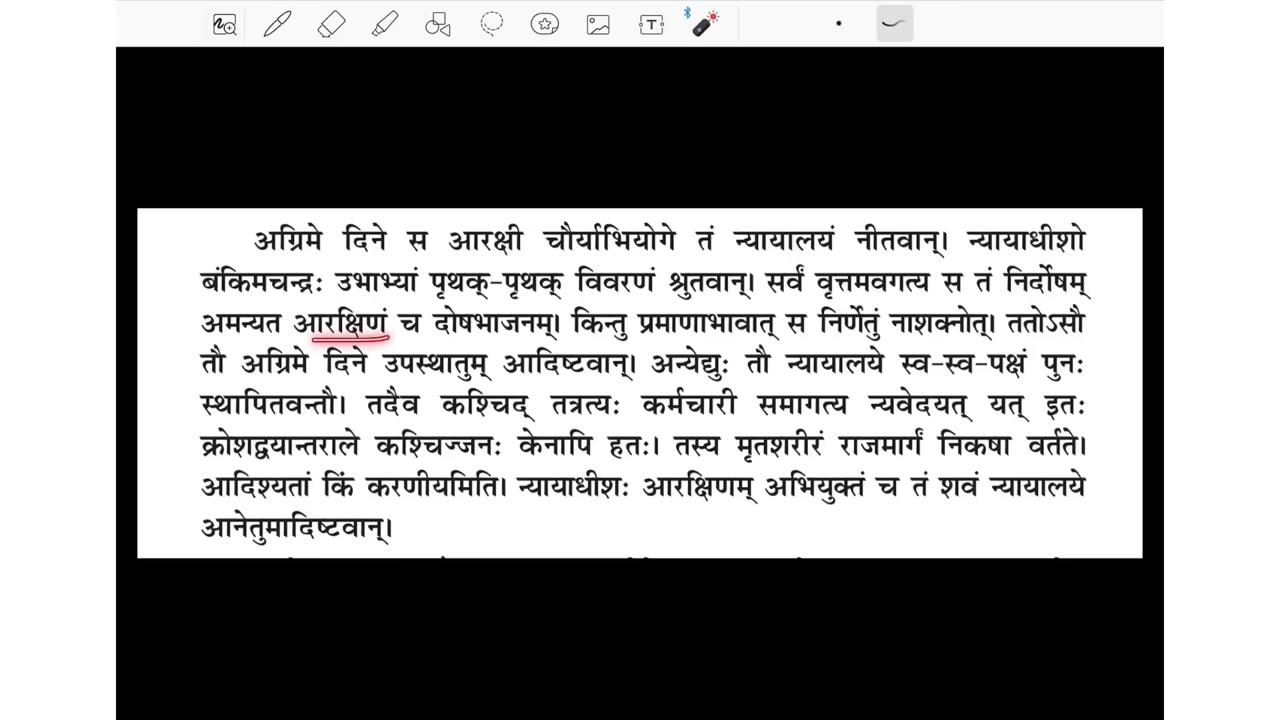 अग्रिमे दिने स आरक्षी चौर्याभियोगे तं न्यायालयं नीतवान्। न्यायाधीशो
बंकिमचन्द्रः उभाभ्यां पृथक्-पृथक् विवरणं श्रुतवान्। सर्वं वृत्तमवगत्य स तं निर्दोषम्
अमन्यत आरक्षिणं च दोषभाजनम्। किन्तु प्रमाणाभावात् स निर्णेतुं नाशक्नोत्। ततोऽसौ
तौ अग्रिमे दिने उपस्थातुम् आदिष्टवान्। अन्येद्युः तौ न्यायालये स्व-स्व-पक्षं पुनः
स्थापितवन्तौ। तदैव कश्चिद् तत्रत्यः कर्मचारी समागत्य न्यवेदयत् यत् इतः
क्रोशद्वयान्तराले कश्चिज्जनः केनापि हतः। तस्य मृतशरीरं राजमार्गं निकषा वर्तते।
आदिश्यतां किं करणीयमिति। न्यायाधीशः आरक्षिणम् अभियुक्तं च तं शवं न्यायालये
आनेतुमादिष्टवान्।